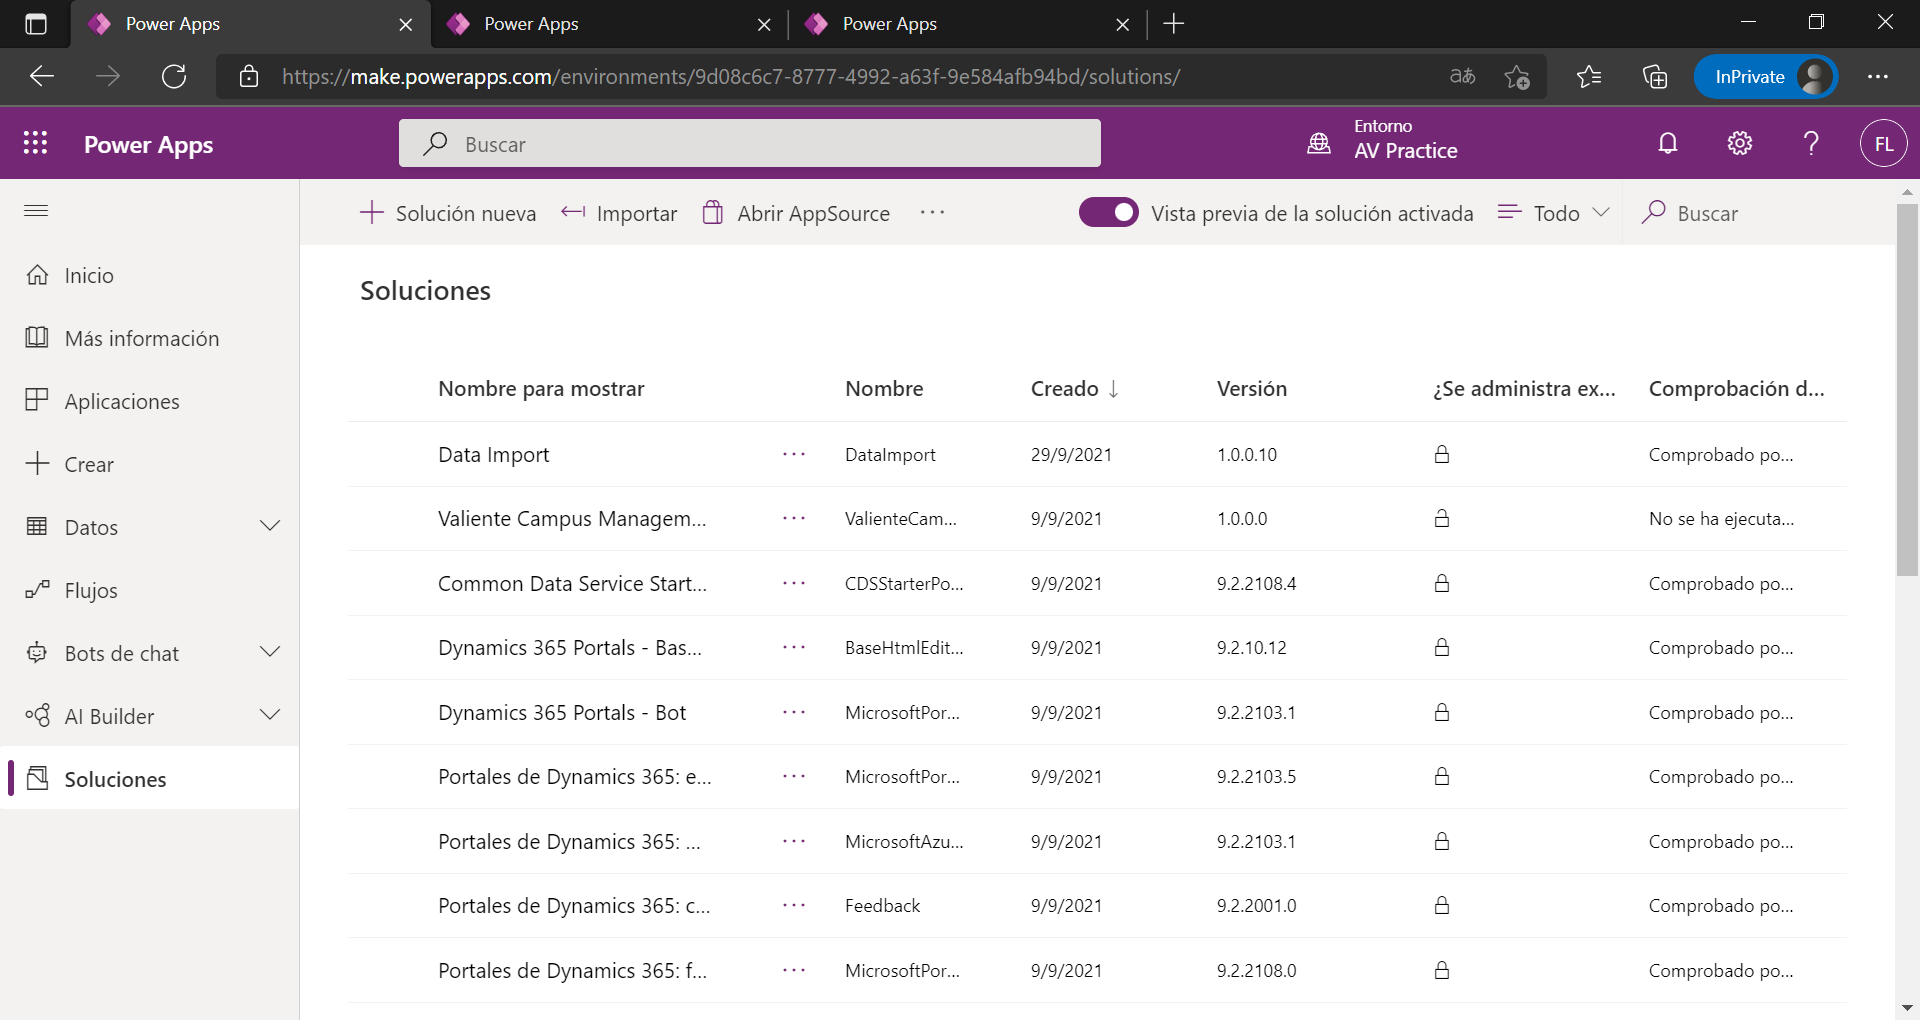 Power Apps
Power Apps
Power Apps
https://make.powerapps.com/environments/9d08c6c7-8777-4992-a63f-9e584afb94bd/solutions/
aあ
InPrivate
Power Apps
Buscar
Entorno
AV Practice
FL
Solución nueva
Importar
Abrir AppSource
Vista previa de la solución activada
Todo
Buscar
Inicio
Más información
Aplicaciones
Crear
Datos
Flujos
Bots de chat
AI Builder
Soluciones
Soluciones
Nombre para mostrar Nombre Creado ↓ Versión ¿Se administra ex... Comprobación d...
Data Import ··· DataImport 29/9/2021 1.0.0.10 Comprobado po...
Valiente Campus Managem... ··· ValienteCam... 9/9/2021 1.0.0.0 No se ha ejecuta...
Common Data Service Start... ··· CDSStarterPo... 9/9/2021 9.2.2108.4 Comprobado po...
Dynamics 365 Portals - Bas... ··· BaseHtmlEdit... 9/9/2021 9.2.10.12 Comprobado po...
Dynamics 365 Portals - Bot ··· MicrosoftPor... 9/9/2021 9.2.2103.1 Comprobado po...
Portales de Dynamics 365: e... ··· MicrosoftPor... 9/9/2021 9.2.2103.5 Comprobado po...
Portales de Dynamics 365: ... ··· MicrosoftAzu... 9/9/2021 9.2.2103.1 Comprobado po...
Portales de Dynamics 365: c... ··· Feedback 9/9/2021 9.2.2001.0 Comprobado po...
Portales de Dynamics 365: f... ··· MicrosoftPor... 9/9/2021 9.2.2108.0 Comprobado po...